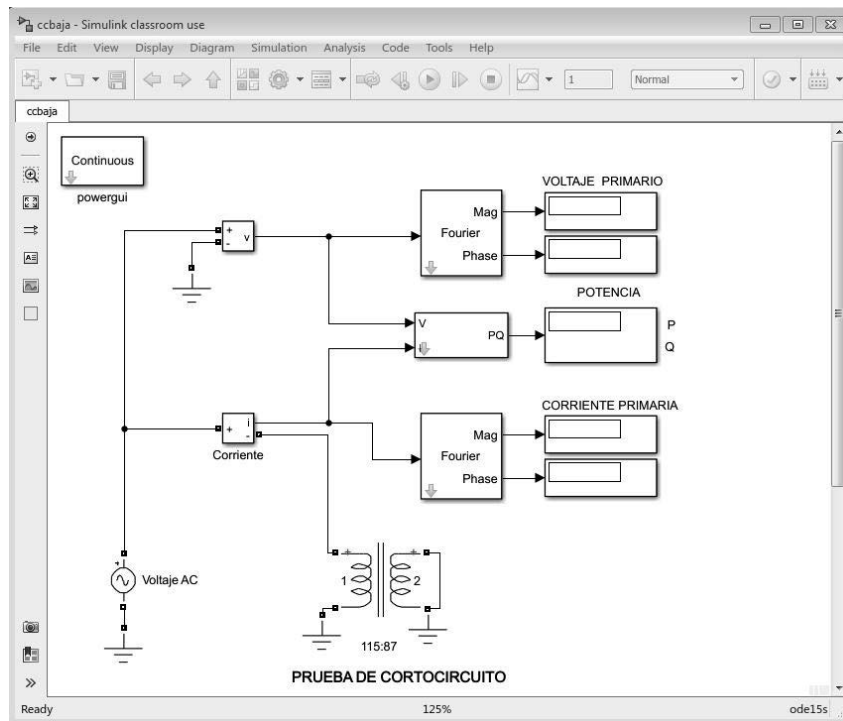 ccbaja - Simulink classroom use
File Edit View Display Diagram Simulation Analysis Code Tools Help
1
Normal
ccbaja
Continuous
powergui
VOLTAJE PRIMARIO
+
-
v
Mag
Fourier
Phase
POTENCIA
V
PQ
P
Q
CORRIENTE PRIMARIA
+
i
-
Corriente
Mag
Fourier
Phase
+
Voltaje AC
+
1
+
2
115:87
PRUEBA DE CORTOCIRCUITO
Ready
125%
ode15s